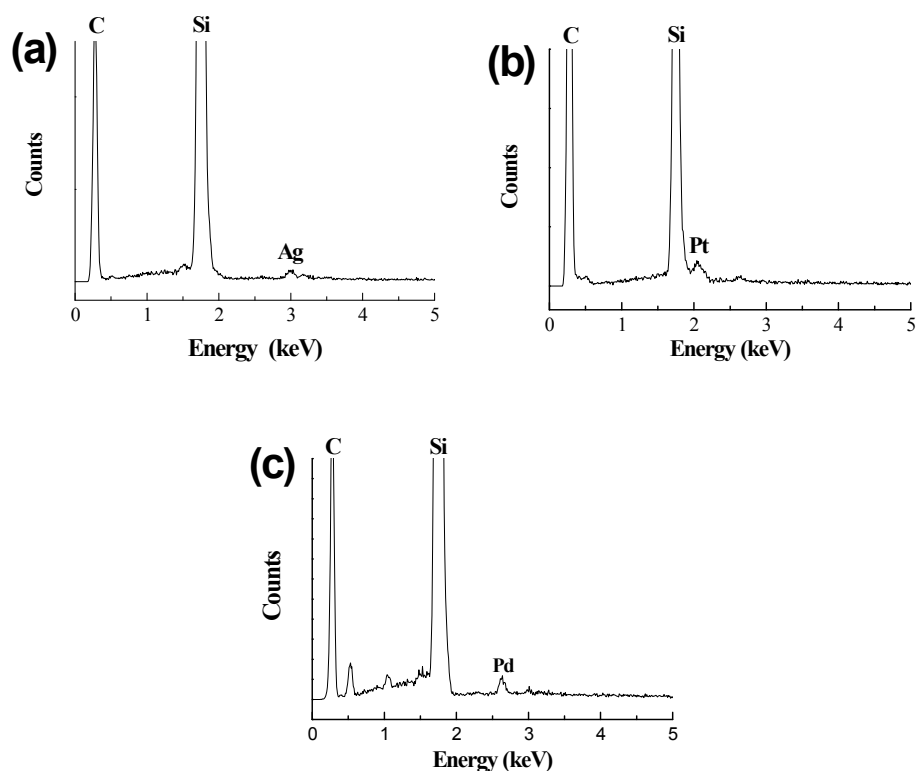 (a)
C Si
Ag
Counts
0 1 2 3 4 5
Energy (keV)
(b)
C Si
Pt
Counts
0 1 2 3 4 5
Energy (keV)
(c)
C Si
Pd
Counts
0 1 2 3 4 5
Energy (keV)